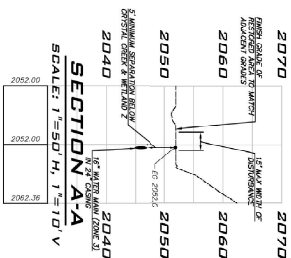 2070
2060
2050
2040
FINISH GRADE OF
RESTORED AREA TO MATCH
ADJACENT GRADE
15' MAX WIDTH OF
DISTURBANCE
EG 2052.0
5' MINIMUM SEPARATION BELOW
CRYSTAL CREEK & WETLAND 2
16" WATER MAIN (ZONE 3)
IN 24" CASING
2070
2060
2050
2040
2052.00
2052.00
2062.36
SECTION A-A
SCALE: 1"=50' H, 1"=10' V